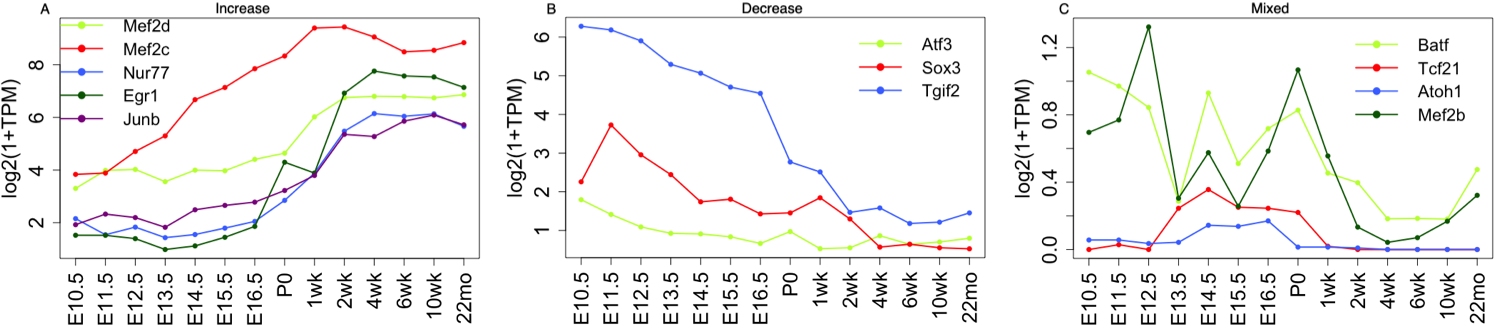 A
Increase
Mef2d
Mef2c
Nur77
Egr1
Junb
log2(1+TPM)
8
6
4
2
E10.5
E11.5
E12.5
E13.5
E14.5
E15.5
E16.5
P0
1wk
2wk
4wk
6wk
10wk
22mo
B
Decrease
Atf3
Sox3
Tgif2
log2(1+TPM)
6
5
4
3
2
1
E10.5
E11.5
E12.5
E13.5
E14.5
E15.5
E16.5
P0
1wk
2wk
4wk
6wk
10wk
22mo
C
Mixed
Batf
Tcf21
Atoh1
Mef2b
log2(1+TPM)
1.2
0.8
0.4
0.0
E10.5
E11.5
E12.5
E13.5
E14.5
E15.5
E16.5
P0
1wk
2wk
4wk
6wk
10wk
22mo